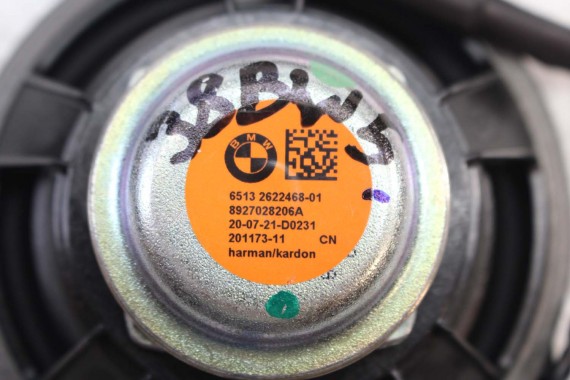 38BW5
BMW
6513 2622468-01
8927028206A
20-07-21-D0231
201173-11 CN
harman/kardon